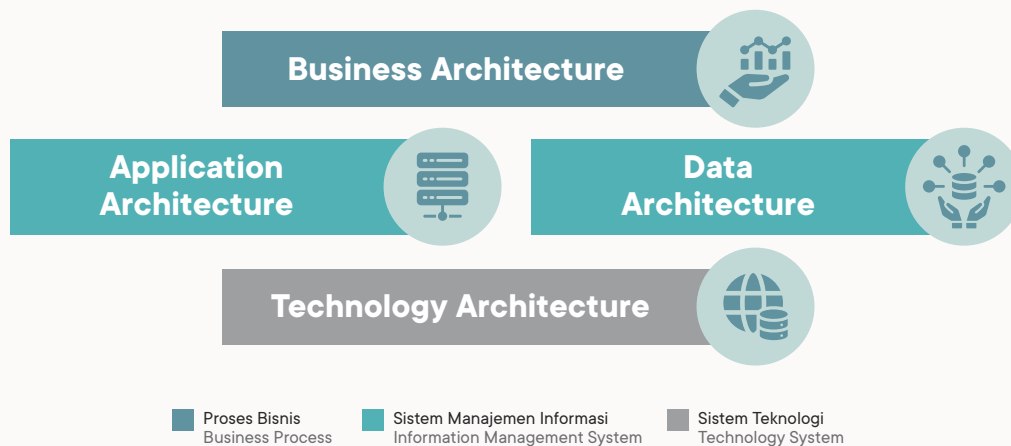 Business Architecture
Application
Architecture
Data
Architecture
Technology Architecture
Proses Bisnis
Business Process
Sistem Manajemen Informasi
Information Management System
Sistem Teknologi
Technology System